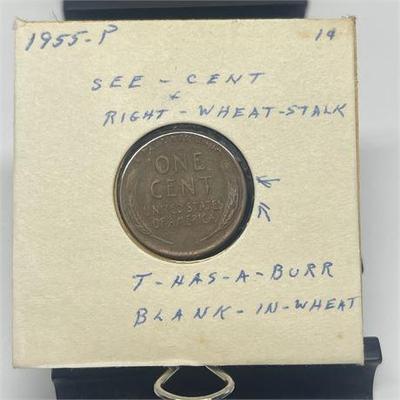 1955-P 1¢
SEE - CENT
&
RIGHT - WHEAT-STALK
ONE
CENT
UNITED STATES
OF AMERICA
T-HAS-A-BURR
BLANK-IN-WHEAT